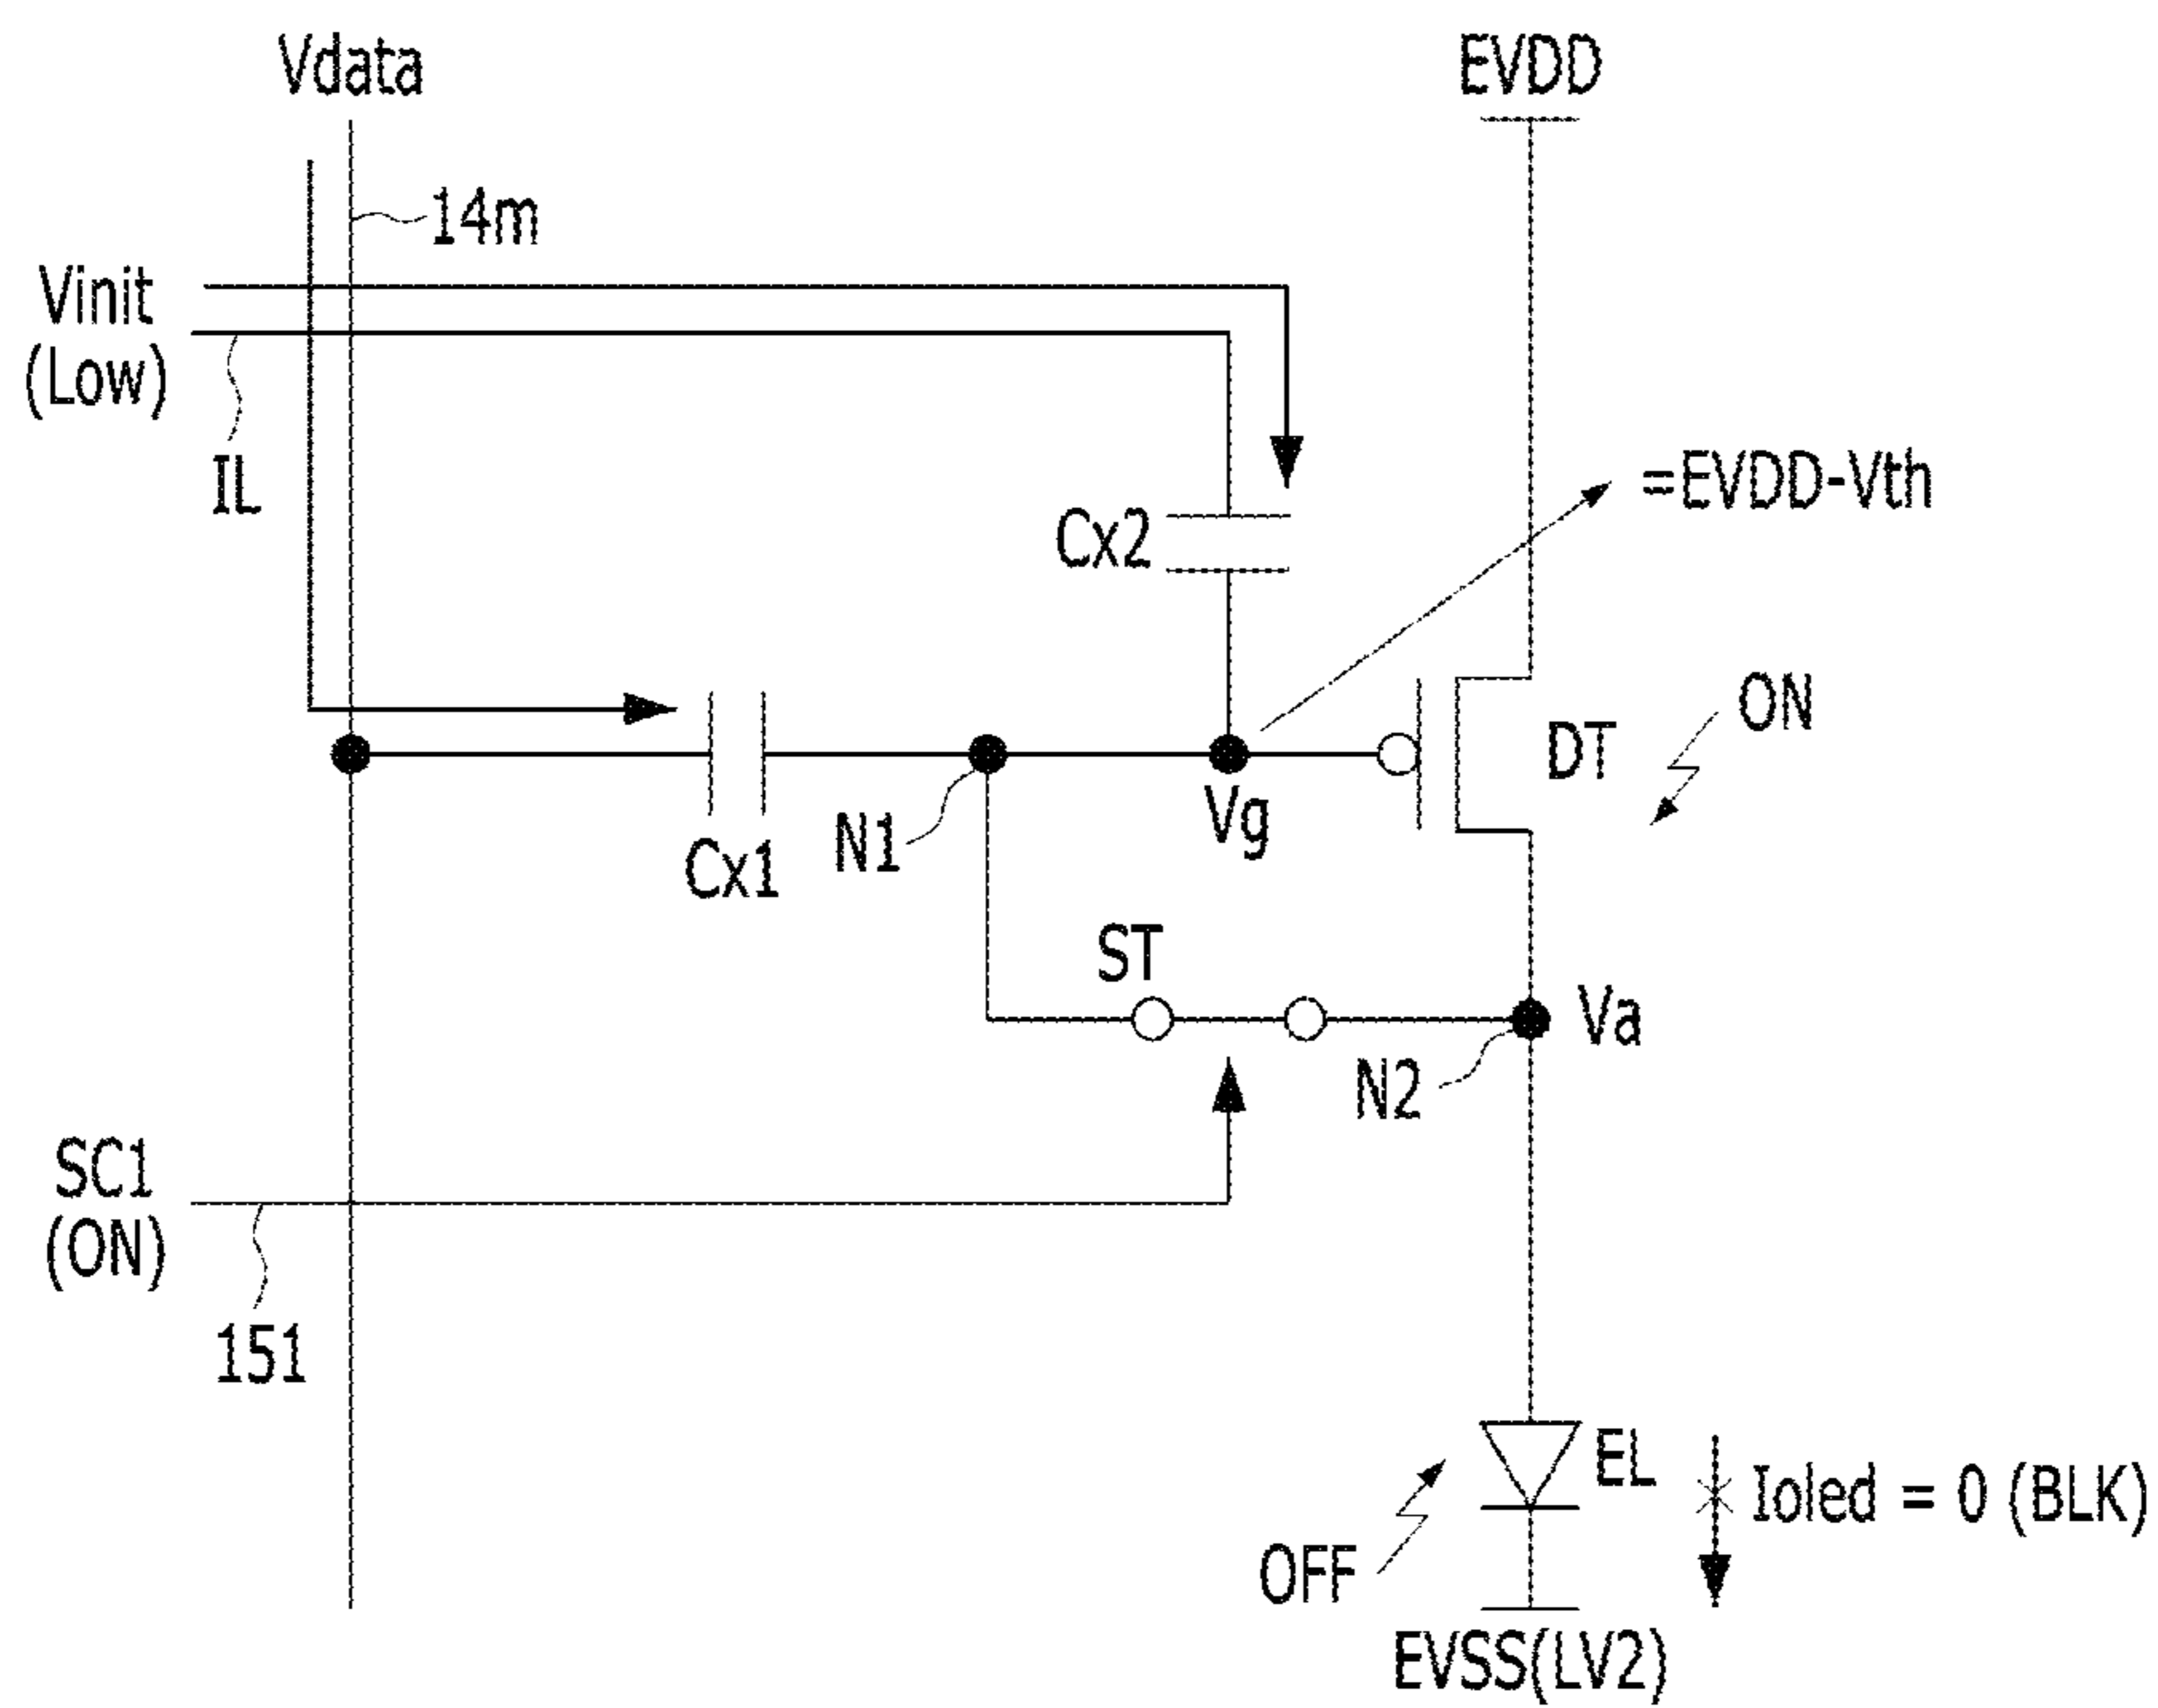 Vdata
EVDD
14m
Vinit
(Low)
IL
=EVDD-Vth
Cx2
ON
DT
Vg
N1
Cx1
ST
Va
N2
SC1
(ON)
151
EL
Ioled = 0 (BLK)
OFF
EVSS(LV2)